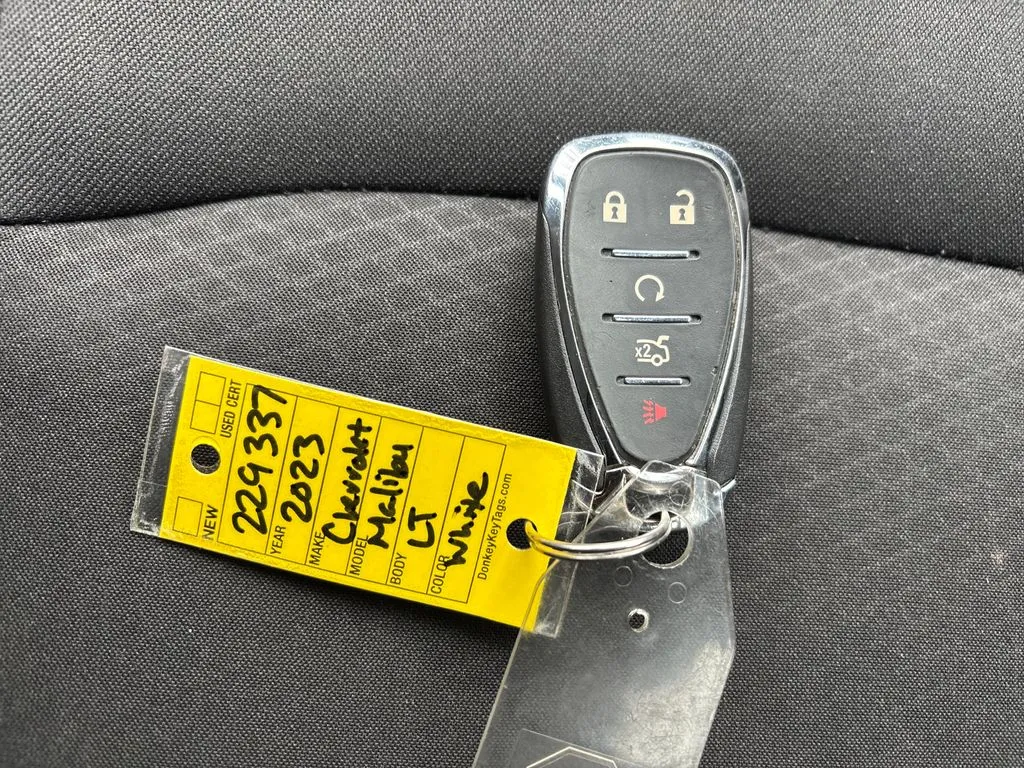 NEW USED CERT
229337
YEAR 2023
MAKE Chevrolet
MODEL Malibu
BODY LT
COLOR White
DonkeyKeyTags.com
x2